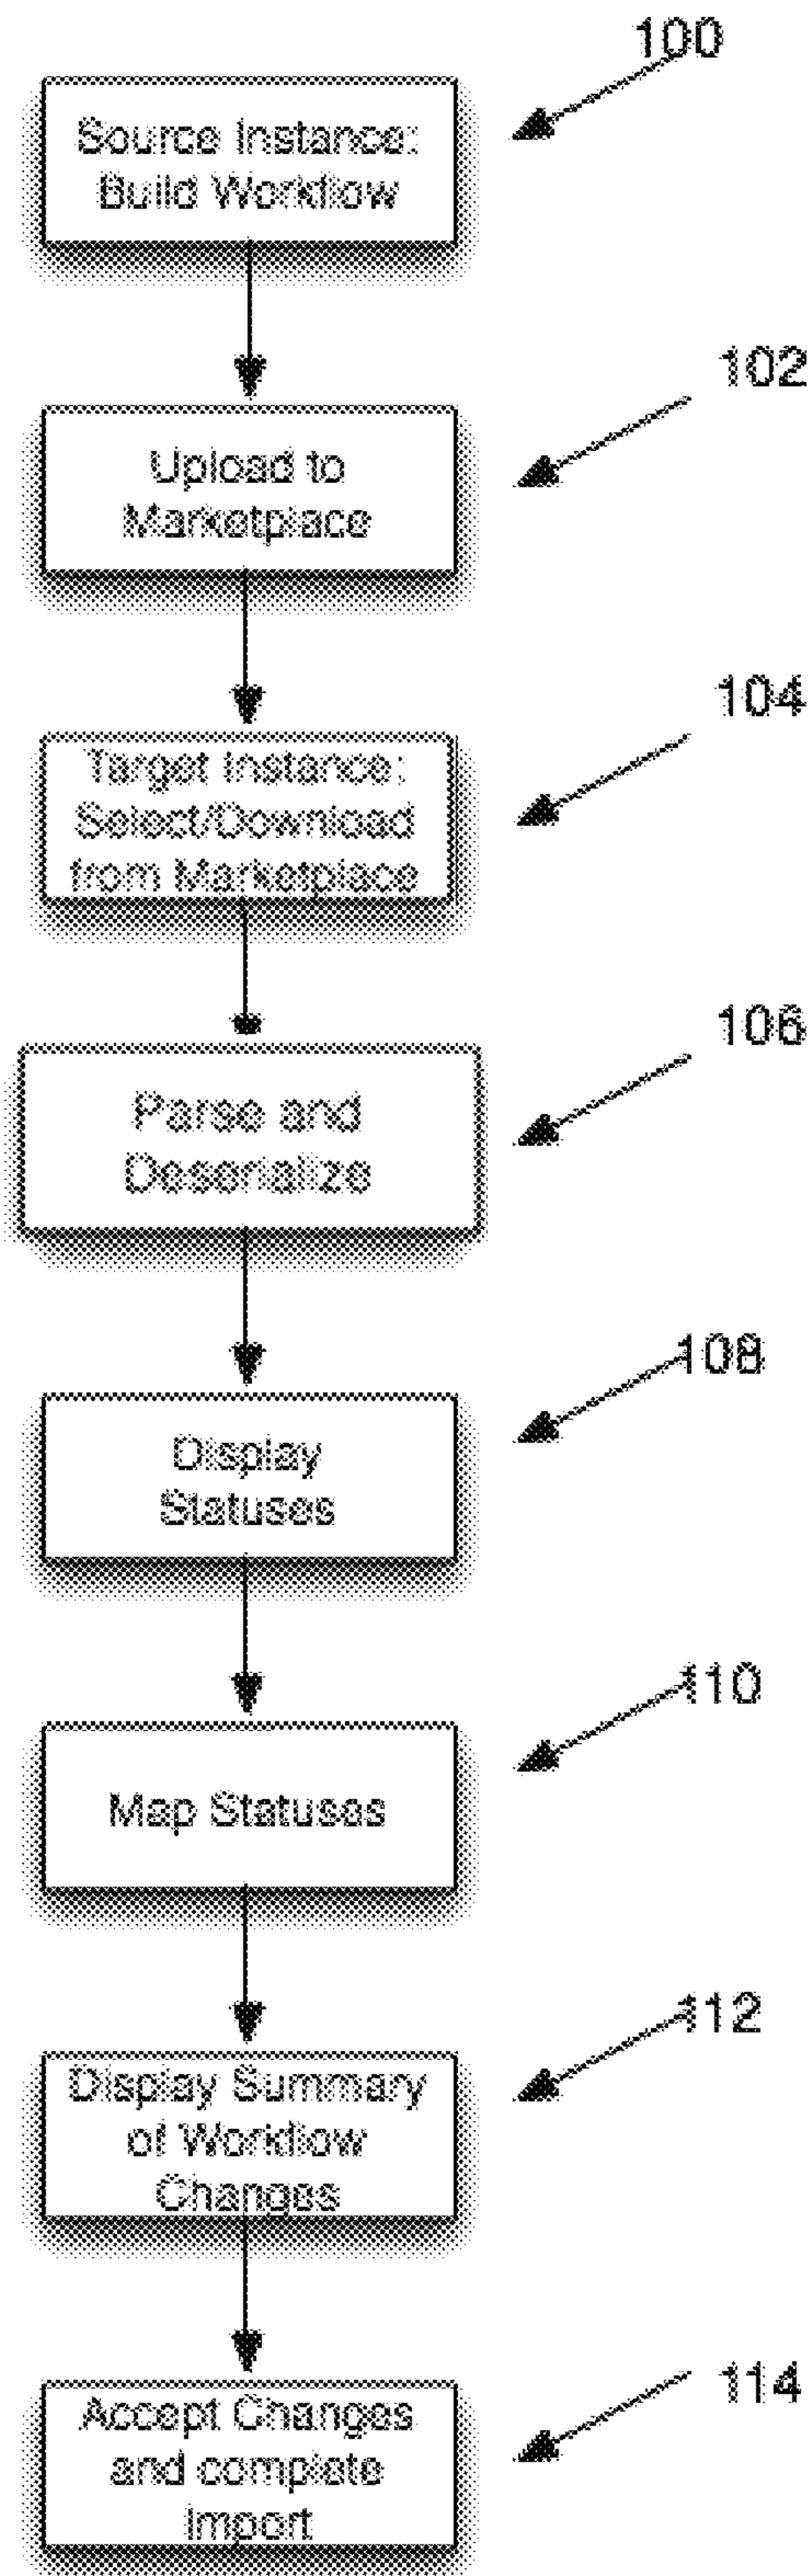 100
Source Instance:
Build Workflow
102
Upload to
Marketplace
104
Target Instance:
Select/Download
from Marketplace
106
Parse and
Deserialize
108
Display
Statuses
110
Map Statuses
112
Display Summary
of Workflow
Changes
114
Accept Changes
and complete
Import